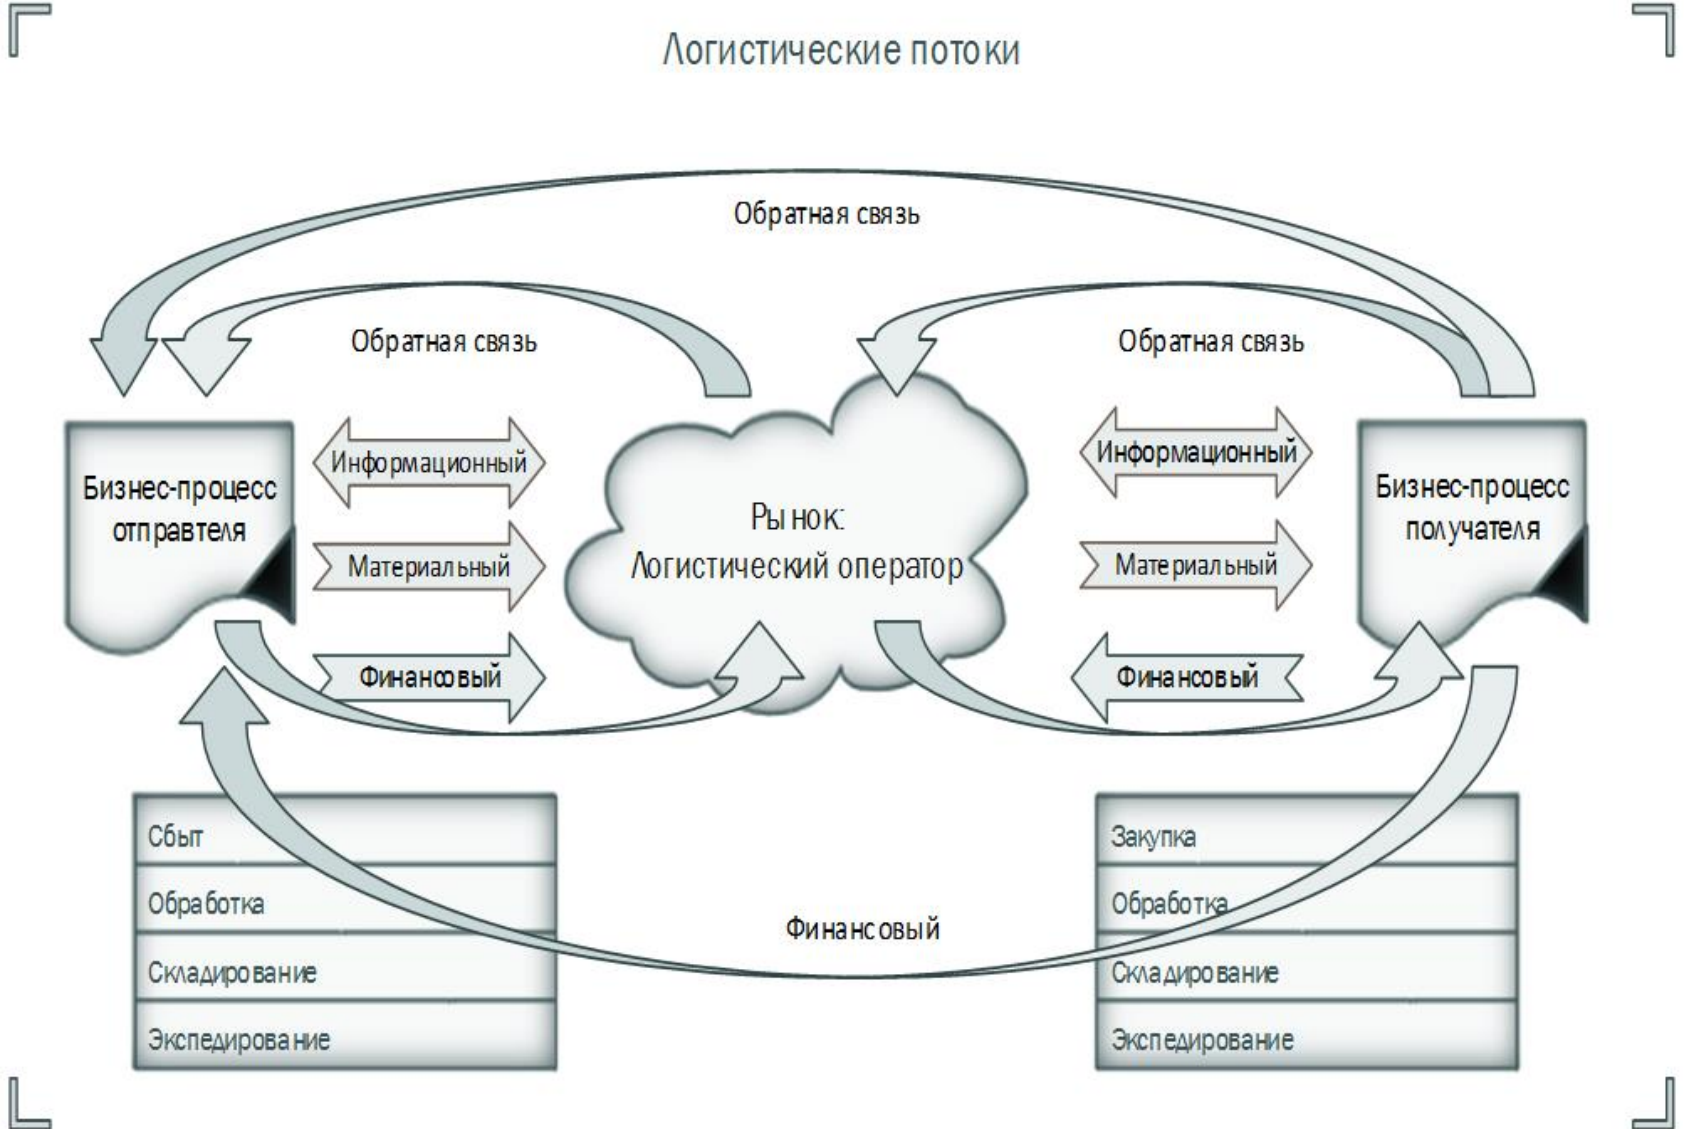 Логистические потоки
Обратная связь
Обратная связь
Обратная связь
Бизнес-процесс
отправтеля
Информационный
Материальный
Финансовый
Рынок:
Логистический оператор
Информационный
Материальный
Финансовый
Бизнес-процесс
получателя
Сбыт
Обработка
Складирование
Экспедирование
Финансовый
Закупка
Обработка
Складирование
Экспедирование